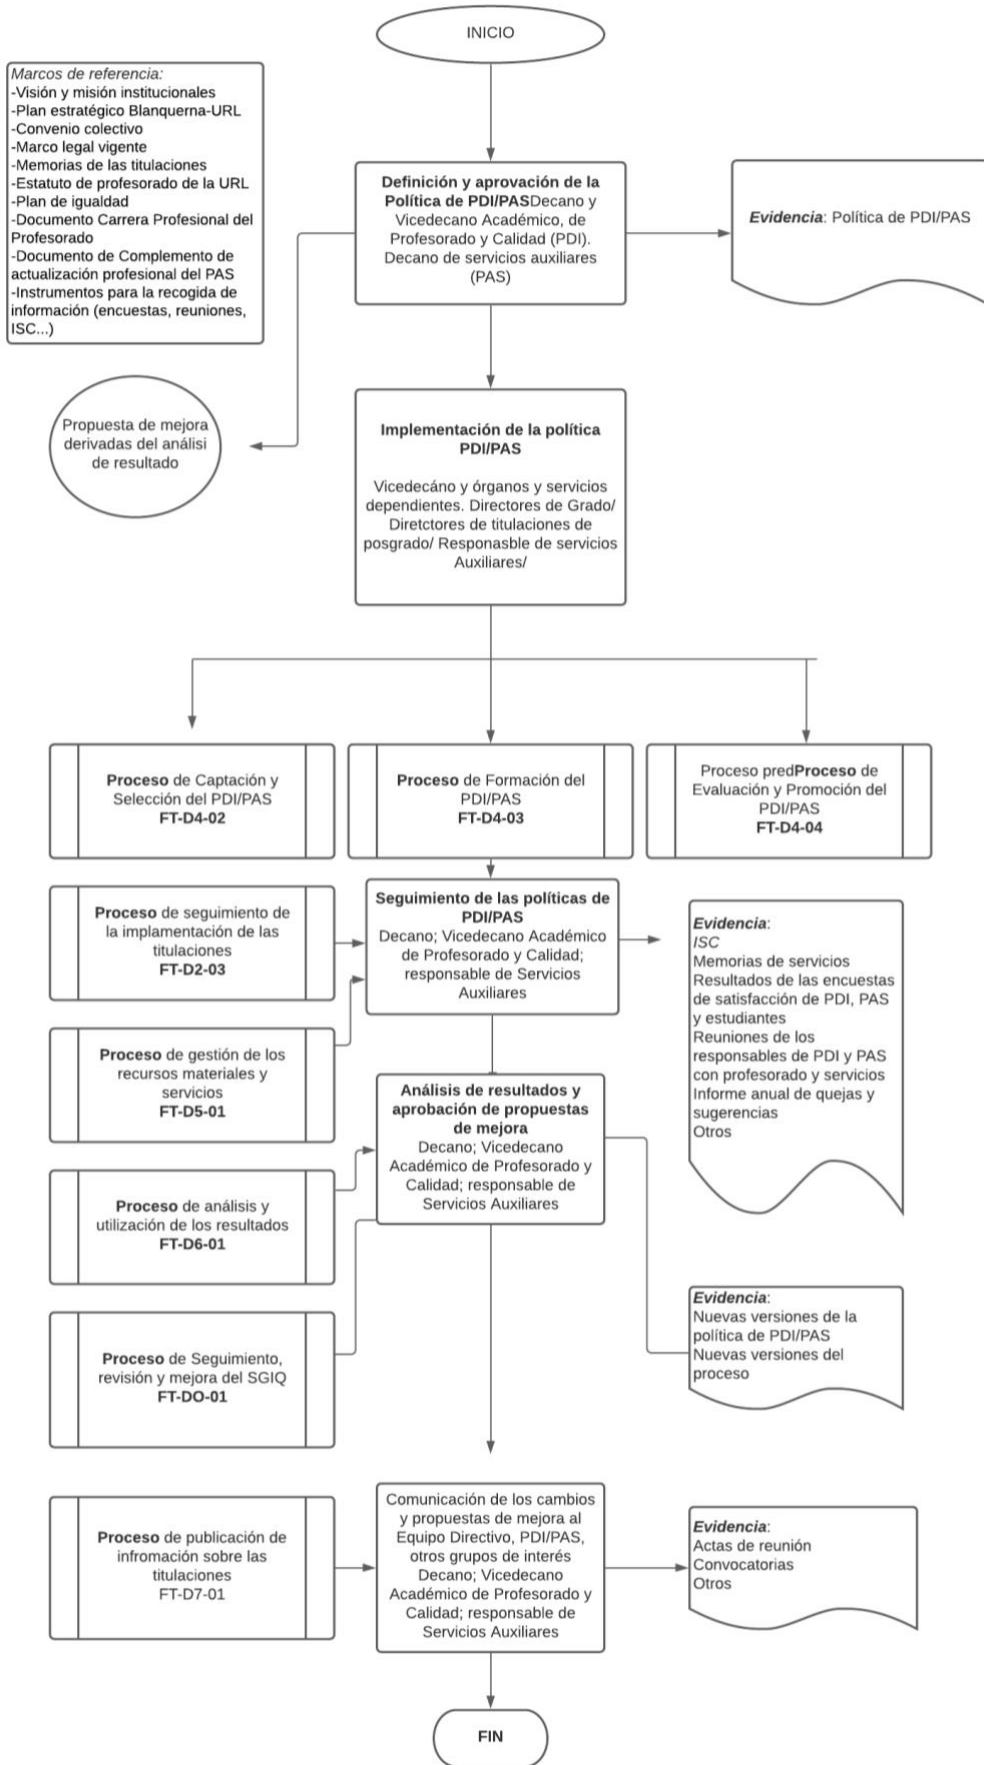 INICIO
Marcos de referencia:
-Visión y misión institucionales
-Plan estratégico Blanquerna-URL
-Convenio colectivo
-Marco legal vigente
-Memorias de las titulaciones
-Estatuto de profesorado de la URL
-Plan de igualdad
-Documento Carrera Profesional del
Profesorado
-Documento de Complemento de
actualización profesional del PAS
-Instrumentos para la recogida de
información (encuestas, reuniones,
ISC...)
Definición y aprovación de la
Política de PDI/PASDecano y
Vicedecano Académico, de
Profesorado y Calidad (PDI).
Decano de servicios auxiliares
(PAS)
Evidencia: Política de PDI/PAS
Propuesta de mejora
derivadas del análisi
de resultado
Implementación de la política
PDI/PAS
Vicedecáno y órganos y servicios
dependientes. Directores de Grado/
Diretctores de titulaciones de
posgrado/ Responasble de servicios
Auxiliares/
Proceso de Captación y
Selección del PDI/PAS
FT-D4-02
Proceso de Formación del
PDI/PAS
FT-D4-03
Proceso predProceso de
Evaluación y Promoción del
PDI/PAS
FT-D4-04
Proceso de seguimiento de
la implamentación de las
titulaciones
FT-D2-03
Seguimiento de las políticas de
PDI/PAS
Decano; Vicedecano Académico
de Profesorado y Calidad;
responsable de Servicios
Auxiliares
Evidencia:
ISC
Memorias de servicios
Resultados de las encuestas
de satisfacción de PDI, PAS
y estudiantes
Reuniones de los
responsables de PDI y PAS
con profesorado y servicios
Informe anual de quejas y
sugerencias
Otros
Proceso de gestión de los
recursos materiales y
servicios
FT-D5-01
Análisis de resultados y
aprobación de propuestas
de mejora
Decano; Vicedecano
Académico de Profesorado y
Calidad; responsable de
Servicios Auxiliares
Proceso de análisis y
utilización de los resultados
FT-D6-01
Evidencia:
Nuevas versiones de la
política de PDI/PAS
Nuevas versiones del
proceso
Proceso de Seguimiento,
revisión y mejora del SGIQ
FT-DO-01
Proceso de publicación de
infromación sobre las
titulaciones
FT-D7-01
Comunicación de los cambios
y propuestas de mejora al
Equipo Directivo, PDI/PAS,
otros grupos de interés
Decano; Vicedecano
Académico de Profesorado y
Calidad; responsable de
Servicios Auxiliares
Evidencia:
Actas de reunión
Convocatorias
Otros
FIN